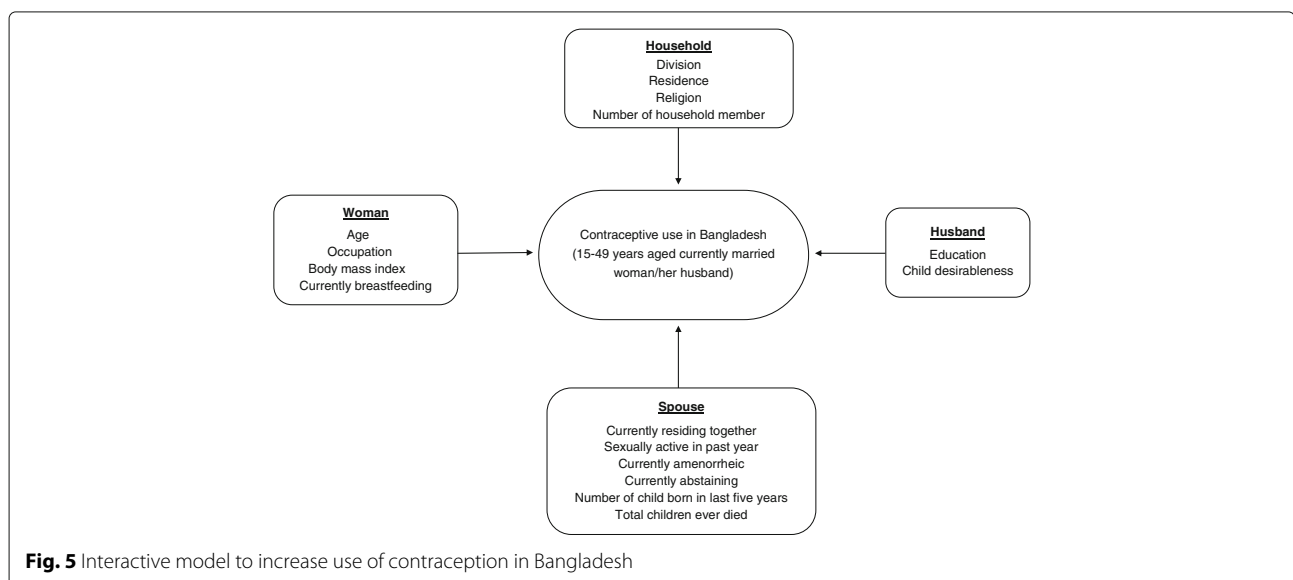 Household
Division
Residence
Religion
Number of household member
Woman
Age
Occupation
Body mass index
Currently breastfeeding
Contraceptive use in Bangladesh
(15-49 years aged currently married
woman/her husband)
Husband
Education
Child desirableness
Spouse
Currently residing together
Sexually active in past year
Currently amenorrheic
Currently abstaining
Number of child born in last five years
Total children ever died
Fig. 5 Interactive model to increase use of contraception in Bangladesh